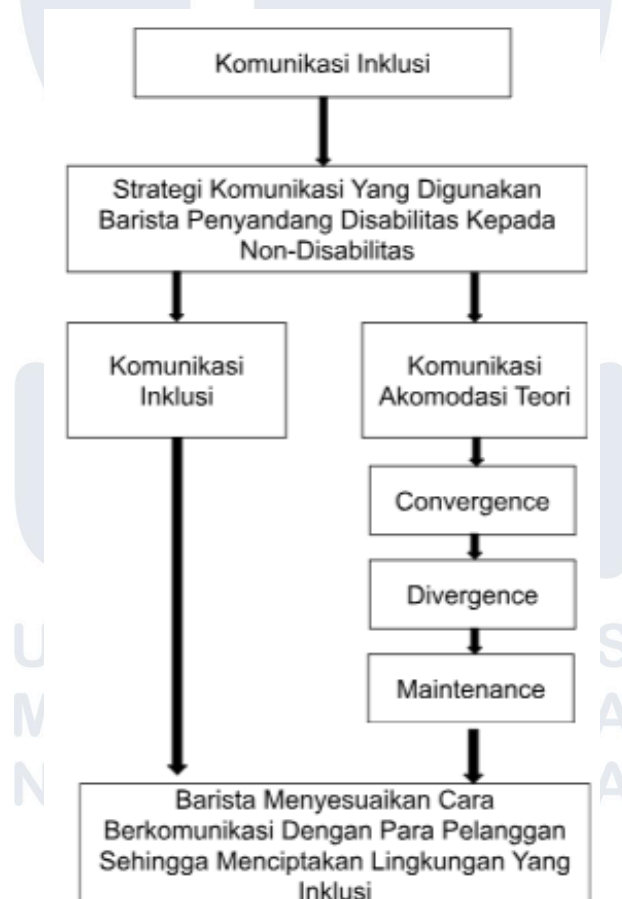 Komunikasi Inklusi
Strategi Komunikasi Yang Digunakan
Barista Penyandang Disabilitas Kepada
Non-Disabilitas
Komunikasi
Inklusi
Komunikasi
Akomodasi Teori
Convergence
Divergence
Maintenance
Barista Menyesuaikan Cara
Berkomunikasi Dengan Para Pelanggan
Sehingga Menciptakan Lingkungan Yang
Inklusi